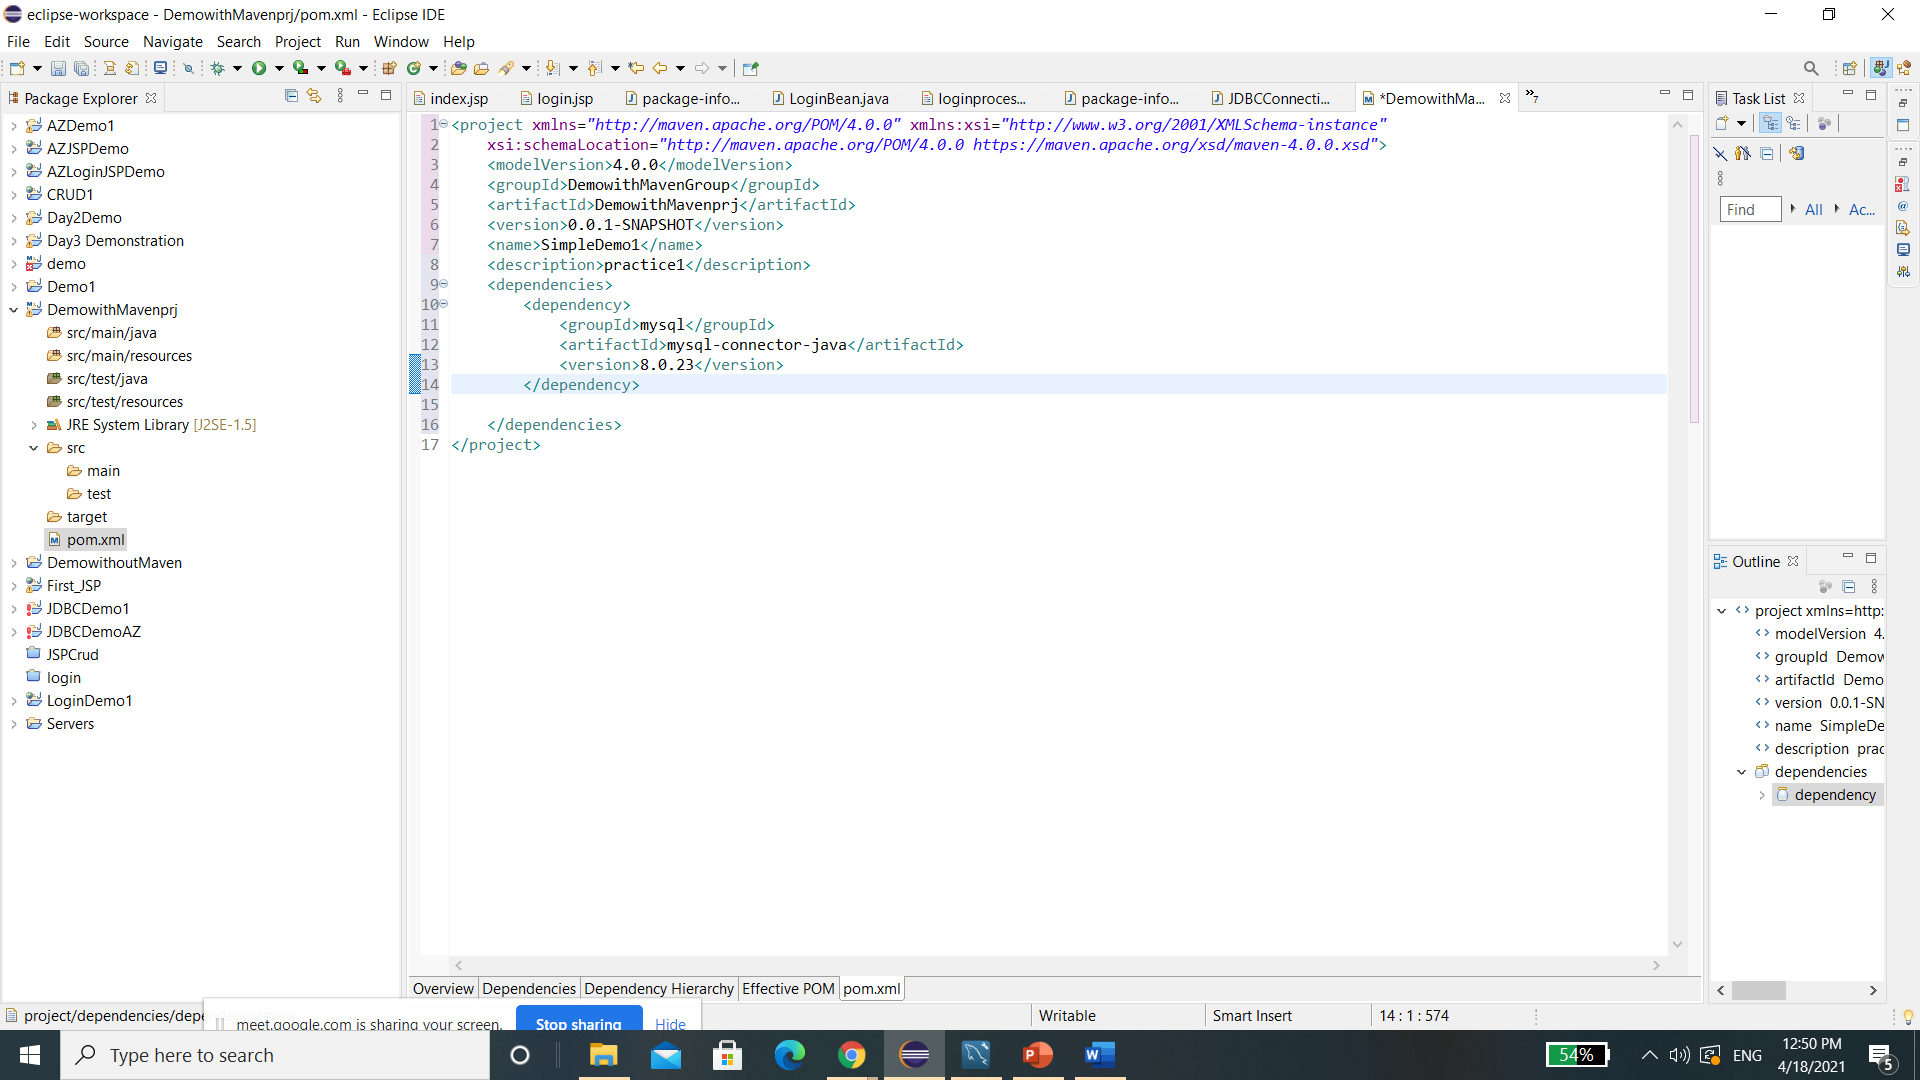 eclipse-workspace - DemowithMavenprj/pom.xml - Eclipse IDE
File Edit Source Navigate Search Project Run Window Help
Package Explorer
AZDemo1
AZJSPDemo
AZLoginJSPDemo
CRUD1
Day2Demo
Day3 Demonstration
demo
Demo1
DemowithMavenprj
src/main/java
src/main/resources
src/test/java
src/test/resources
JRE System Library [J2SE-1.5]
src
main
test
target
pom.xml
DemowithoutMaven
First_JSP
JDBCDemo1
JDBCDemoAZ
JSPCrud
login
LoginDemo1
Servers
index.jsp login.jsp package-info... LoginBean.java loginproces... package-info... JDBCConnecti... *DemowithMa... »7
1 <project xmlns="http://maven.apache.org/POM/4.0.0" xmlns:xsi="http://www.w3.org/2001/XMLSchema-instance"
2 xsi:schemaLocation="http://maven.apache.org/POM/4.0.0 https://maven.apache.org/xsd/maven-4.0.0.xsd">
3 <modelVersion>4.0.0</modelVersion>
4 <groupId>DemowithMavenGroup</groupId>
5 <artifactId>DemowithMavenprj</artifactId>
6 <version>0.0.1-SNAPSHOT</version>
7 <name>SimpleDemo1</name>
8 <description>practice1</description>
9 <dependencies>
10 <dependency>
11 <groupId>mysql</groupId>
12 <artifactId>mysql-connector-java</artifactId>
13 <version>8.0.23</version>
14 </dependency>
15
16 </dependencies>
17 </project>
Overview Dependencies Dependency Hierarchy Effective POM pom.xml
Task List
Find All Ac...
Outline
project xmlns=http:
modelVersion 4.
groupId Demow
artifactId Demo
version 0.0.1-SN
name SimpleDe
description prac
dependencies
dependency
project/dependencies/depe
meet.google.com is sharing your screen. Stop sharing Hide
Writable Smart Insert 14 : 1 : 574
Type here to search
54% ENG 12:50 PM
4/18/2021
5